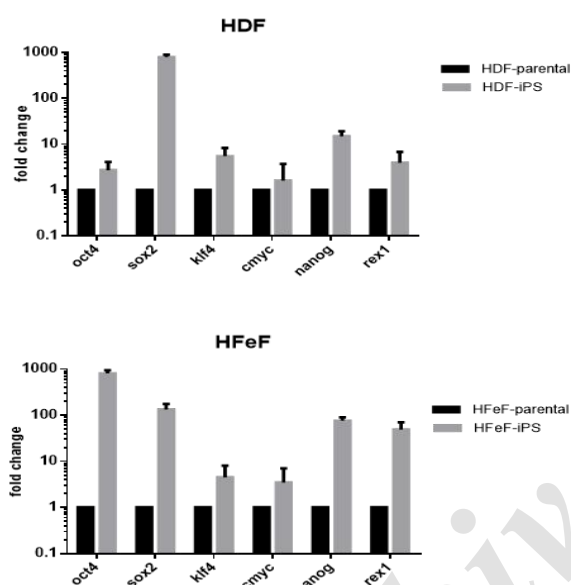 HDF
1000
100
10
1
0.1
fold change
oct4
sox2
klf4
cmyc
nanog
rex1
HDF-parental
HDF-iPS
HFeF
1000
100
10
1
0.1
fold change
oct4
sox2
klf4
cmyc
nanog
rex1
HFeF-parental
HFeF-iPS